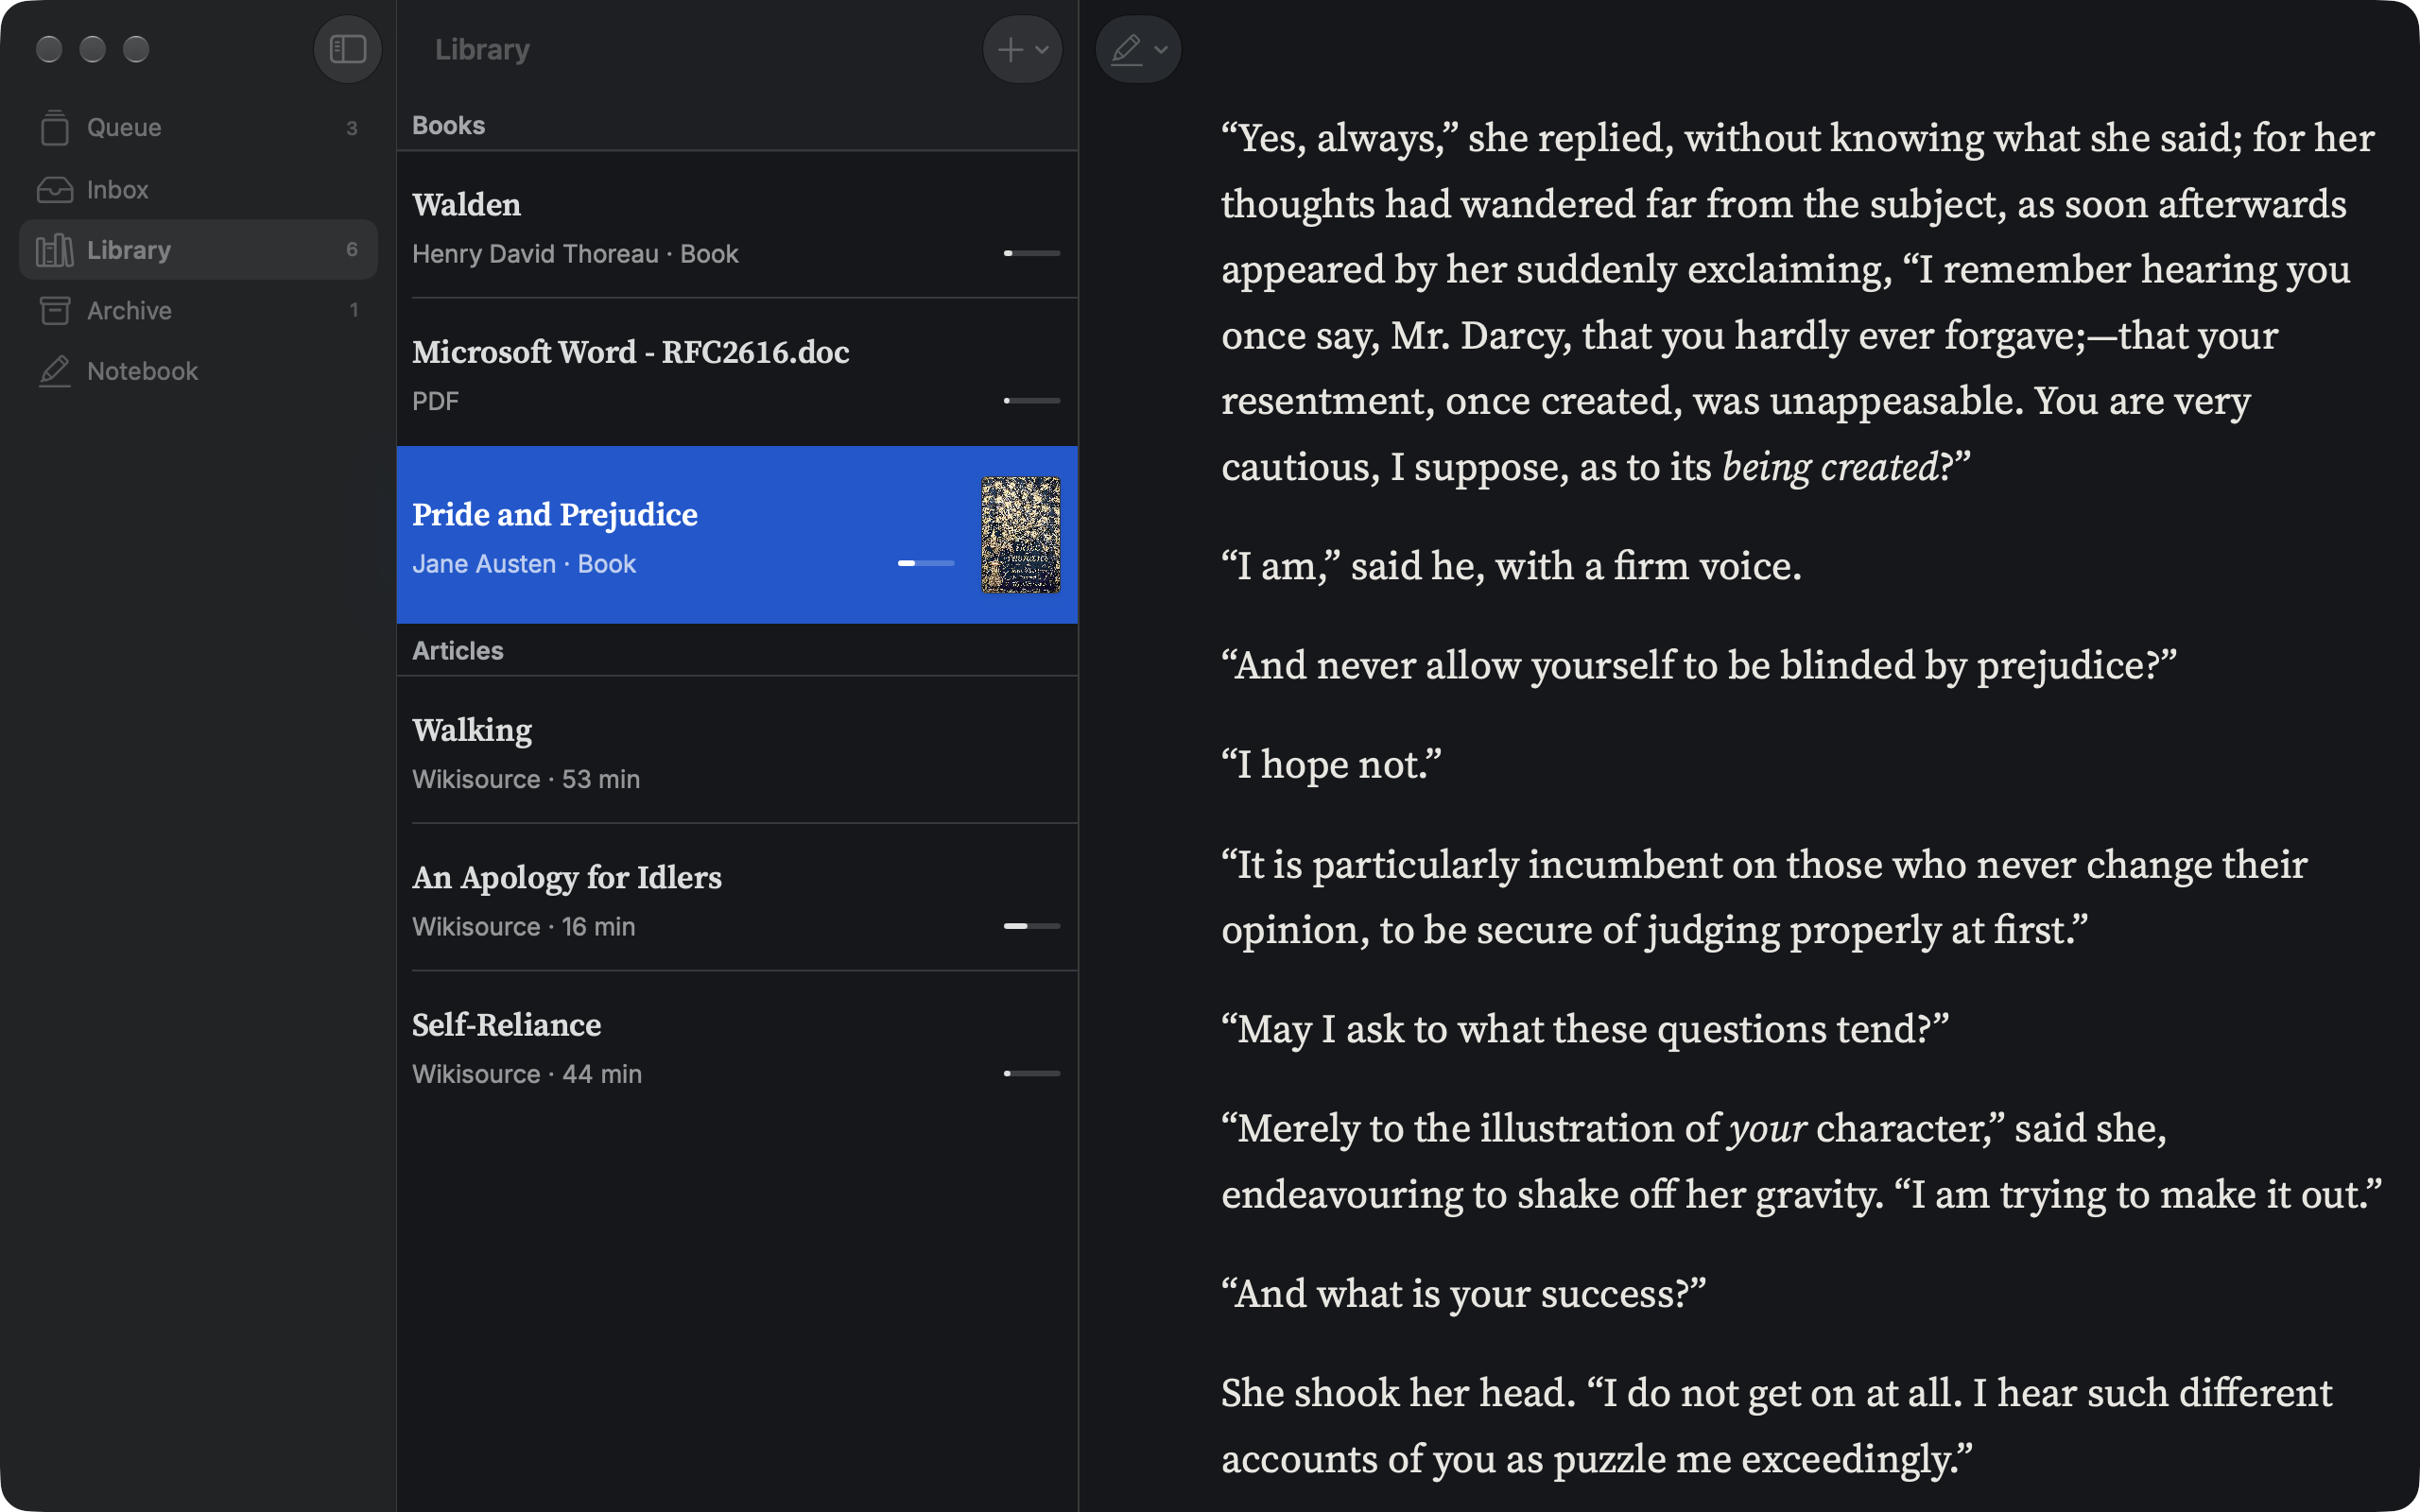 Library
Queue 3
Inbox
Library 6
Archive 1
Notebook
Books
Walden
Henry David Thoreau · Book
Microsoft Word - RFC2616.doc
PDF
Pride and Prejudice
Jane Austen · Book
Articles
Walking
Wikisource · 53 min
An Apology for Idlers
Wikisource · 16 min
Self-Reliance
Wikisource · 44 min
“Yes, always,” she replied, without knowing what she said; for her
thoughts had wandered far from the subject, as soon afterwards
appeared by her suddenly exclaiming, “I remember hearing you
once say, Mr. Darcy, that you hardly ever forgave;—that your
resentment, once created, was unappeasable. You are very
cautious, I suppose, as to its being created?”
“I am,” said he, with a firm voice.
“And never allow yourself to be blinded by prejudice?”
“I hope not.”
“It is particularly incumbent on those who never change their
opinion, to be secure of judging properly at first.”
“May I ask to what these questions tend?”
“Merely to the illustration of your character,” said she,
endeavouring to shake off her gravity. “I am trying to make it out.”
“And what is your success?”
She shook her head. “I do not get on at all. I hear such different
accounts of you as puzzle me exceedingly.”